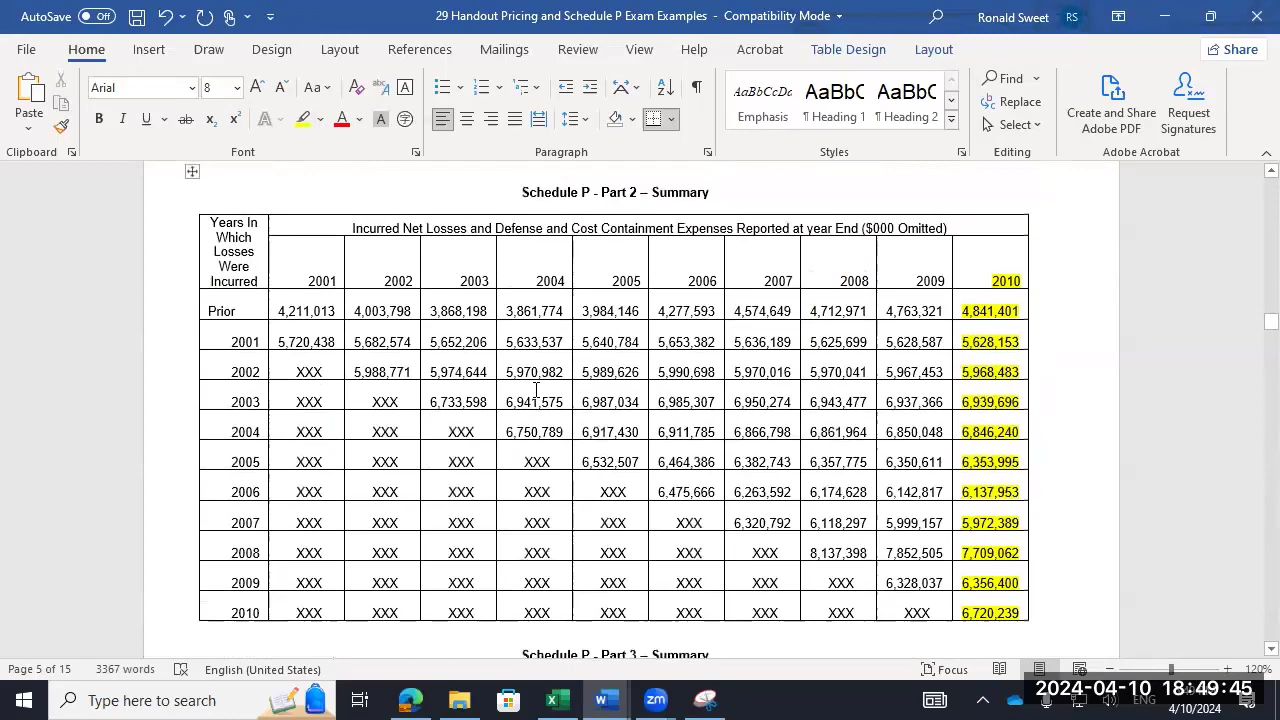 AutoSave Off 29 Handout Pricing and Schedule P Exam Examples - Compatibility Mode Ronald Sweet RS
File Home Insert Draw Design Layout References Mailings Review View Help Acrobat Table Design Layout Share
Paste Arial 8 Aa AaBbCcDc AaBbC AaBbC Find Replace Select Create and Share Adobe PDF Request Signatures
Emphasis ¶ Heading 1 ¶ Heading 2
Clipboard Font Paragraph Styles Editing Adobe Acrobat
Schedule P - Part 2 – Summary
Years In Which Losses Were Incurred
Incurred Net Losses and Defense and Cost Containment Expenses Reported at year End ($000 Omitted)
2001 2002 2003 2004 2005 2006 2007 2008 2009 2010
Prior 4,211,013 4,003,798 3,868,198 3,861,774 3,984,146 4,277,593 4,574,649 4,712,971 4,763,321 4,841,401
2001 5,720,438 5,682,574 5,652,206 5,633,537 5,640,784 5,653,382 5,636,189 5,625,699 5,628,587 5,628,153
2002 XXX 5,988,771 5,974,644 5,970,982 5,989,626 5,990,698 5,970,016 5,970,041 5,967,453 5,968,483
2003 XXX XXX 6,733,598 6,941,575 6,987,034 6,985,307 6,950,274 6,943,477 6,937,366 6,939,696
2004 XXX XXX XXX 6,750,789 6,917,430 6,911,785 6,866,798 6,861,964 6,850,048 6,846,240
2005 XXX XXX XXX XXX 6,532,507 6,464,386 6,382,743 6,357,775 6,350,611 6,353,995
2006 XXX XXX XXX XXX XXX 6,475,666 6,263,592 6,174,628 6,142,817 6,137,953
2007 XXX XXX XXX XXX XXX XXX 6,320,792 6,118,297 5,999,157 5,972,389
2008 XXX XXX XXX XXX XXX XXX XXX 8,137,398 7,852,505 7,709,062
2009 XXX XXX XXX XXX XXX XXX XXX XXX 6,328,037 6,356,400
2010 XXX XXX XXX XXX XXX XXX XXX XXX XXX 6,720,239
Schedule P - Part 3 – Summary
Page 5 of 15 3367 words English (United States) Focus 120%
Type here to search ENG 2024-04-10 18:49:45
4/10/2024